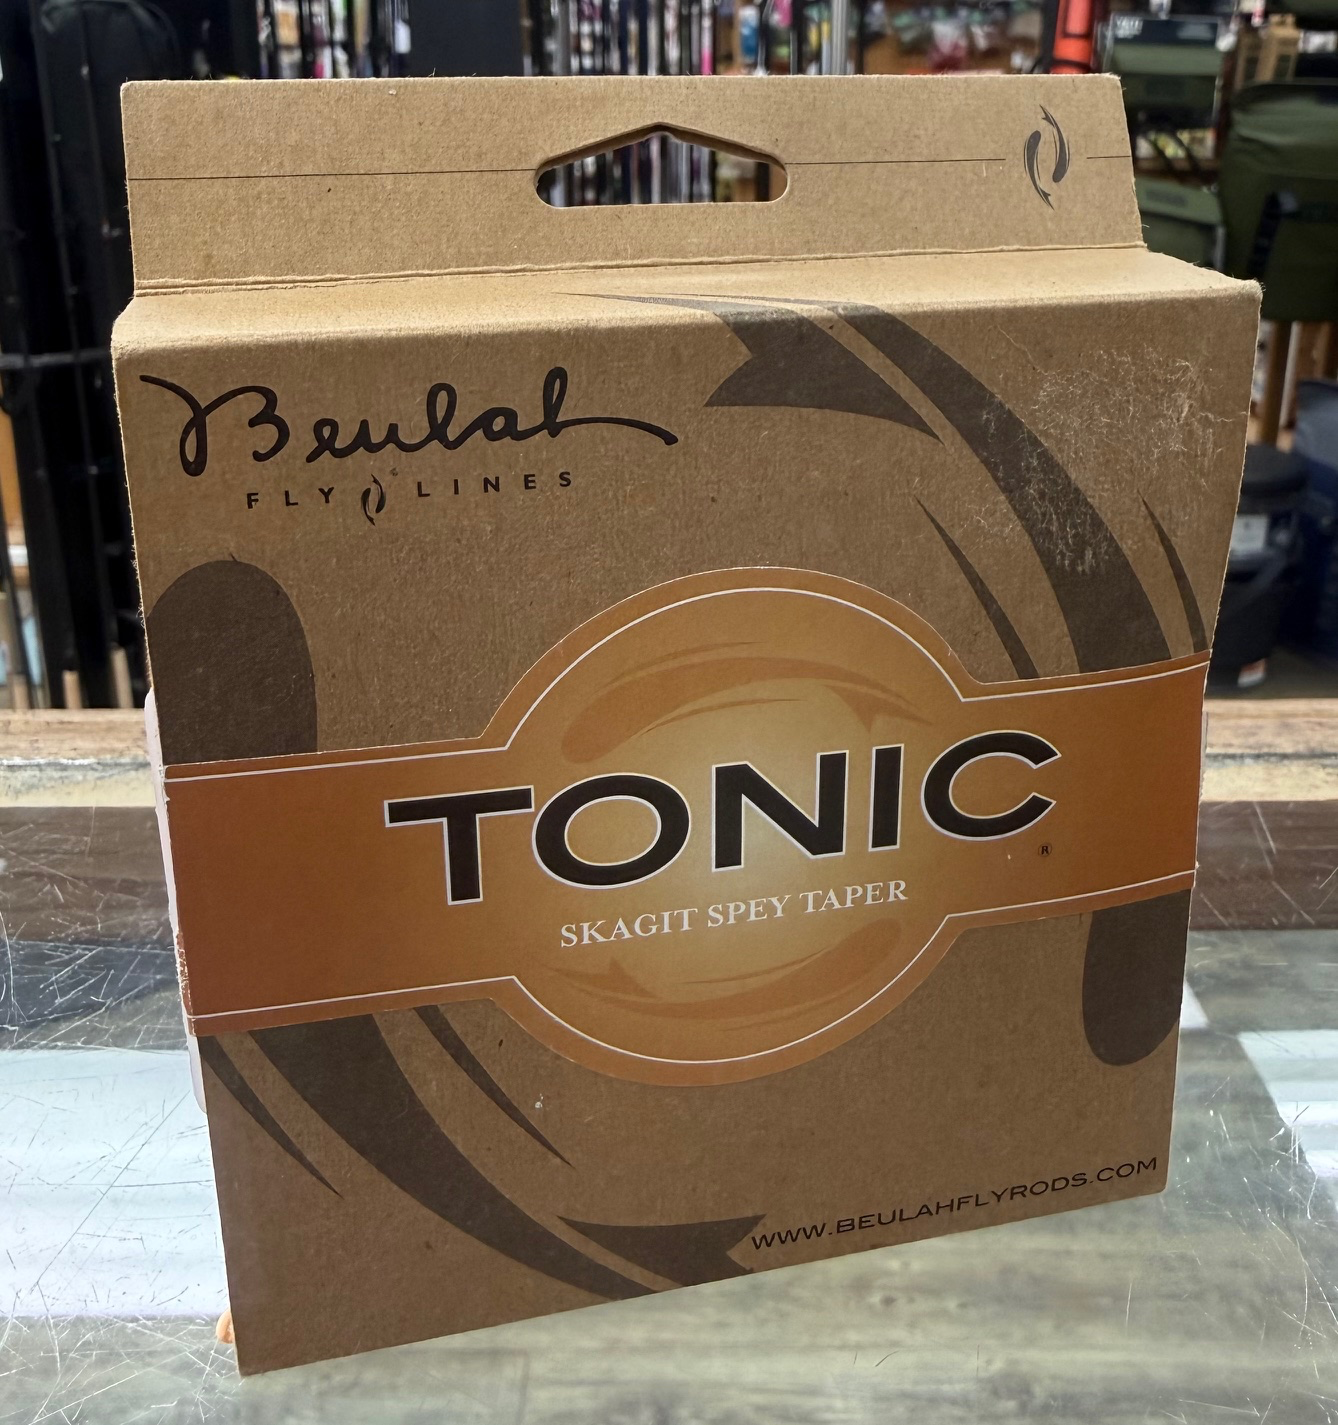 Beulah
FLY LINES
TONIC
®
SKAGIT SPEY TAPER
WWW.BEULAHFLYRODS.COM